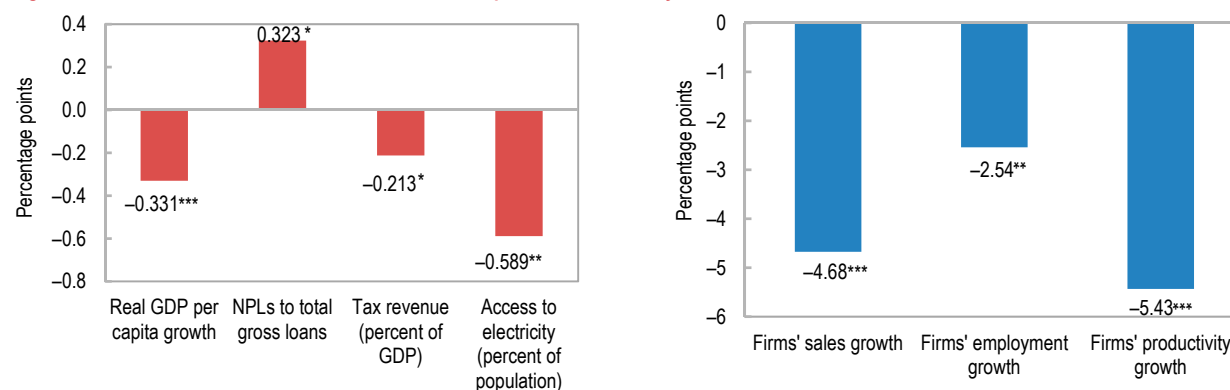 Percentage points
0.4
0.2
0.0
–0.2
–0.4
–0.6
–0.8
0.323 *
–0.331***
–0.213*
–0.589**
Real GDP per
capita growth
NPLs to total
gross loans
Tax revenue
(percent of
GDP)
Access to
electricity
(percent of
population)
Percentage points
0
–1
–2
–3
–4
–5
–6
–4.68***
–2.54**
–5.43***
Firms' sales growth
Firms' employment
growth
Firms' productivity
growth